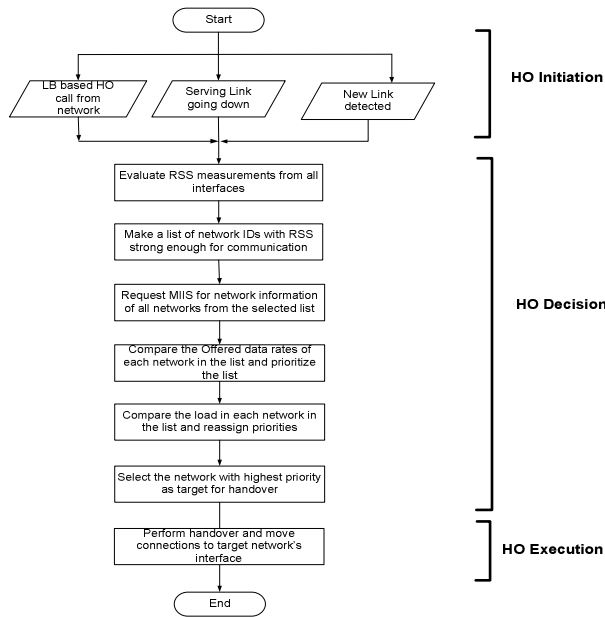 Start
HO Initiation
LB based HO
call from
network
Serving Link
going down
New Link
detected
Evaluate RSS measurements from all
interfaces
Make a list of network IDs with RSS
strong enough for communication
Request MIIS for network information
of all networks from the selected list
HO Decision
Compare the Offered data rates of
each network in the list and prioritize
the list
Compare the load in each network in
the list and reassign priorities
Select the network with highest priority
as target for handover
Perform handover and move
connections to target network's
interface
HO Execution
End